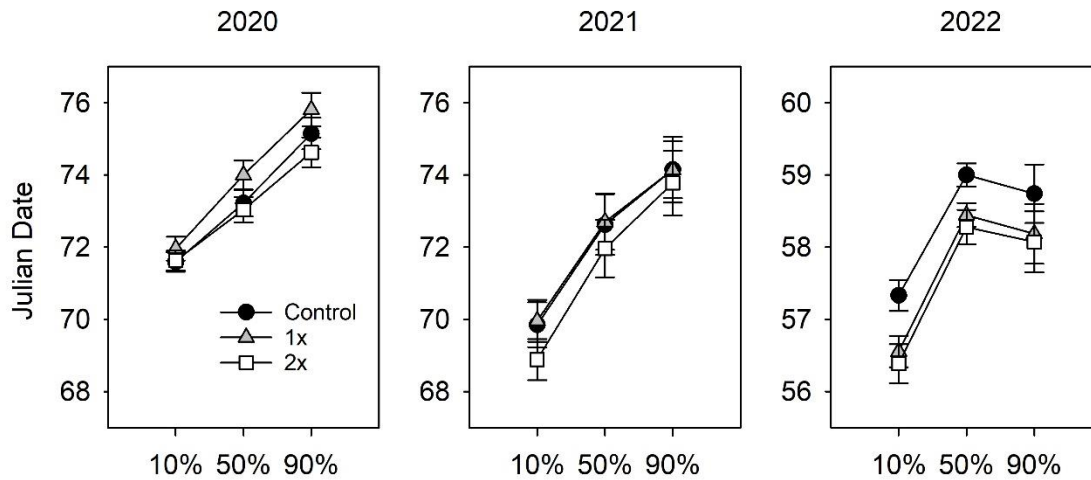 2020 2021 2022
76 76 60
74 74 59
72 72 58
70 70 57
68 68 56
Julian Date
Control
1x
2x
10% 50% 90% 10% 50% 90% 10% 50% 90%